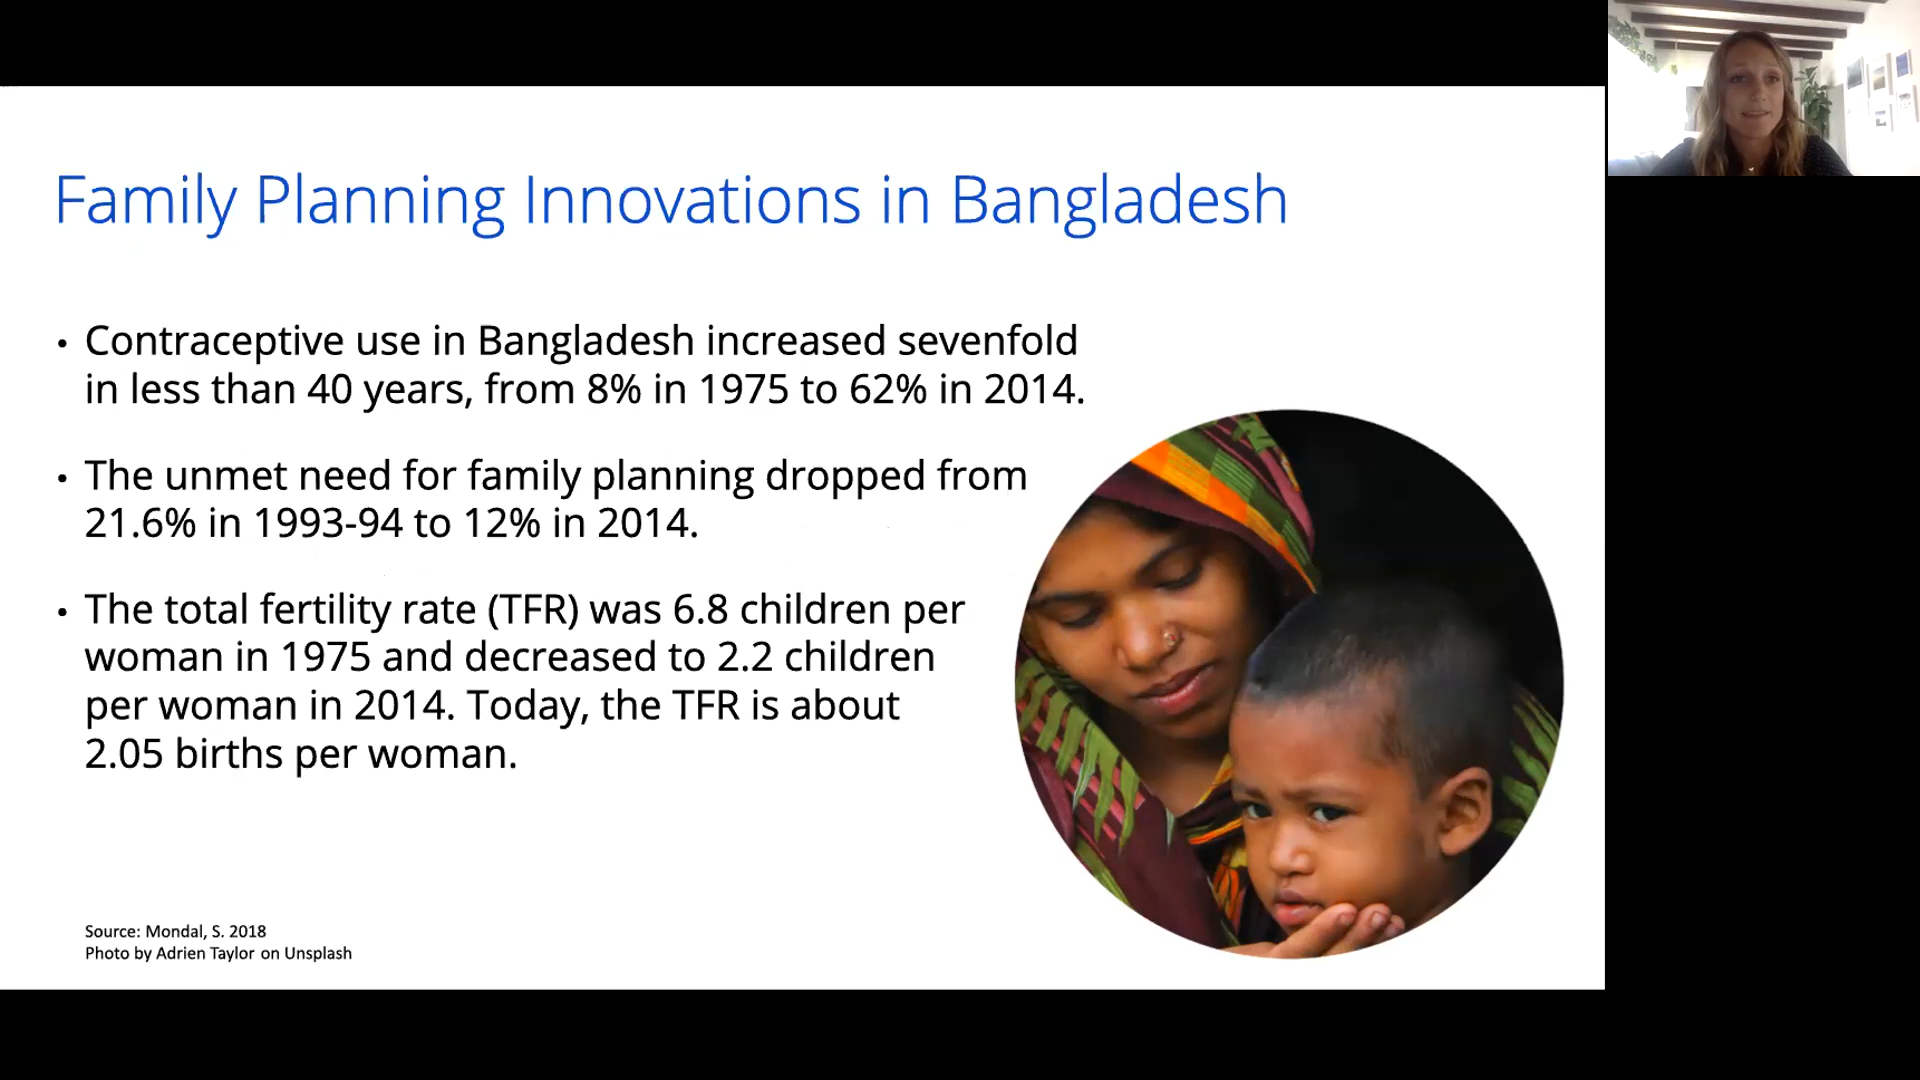 Family Planning Innovations in Bangladesh
• Contraceptive use in Bangladesh increased sevenfold
in less than 40 years, from 8% in 1975 to 62% in 2014.
• The unmet need for family planning dropped from
21.6% in 1993-94 to 12% in 2014.
• The total fertility rate (TFR) was 6.8 children per
woman in 1975 and decreased to 2.2 children
per woman in 2014. Today, the TFR is about
2.05 births per woman.
Source: Mondal, S. 2018
Photo by Adrien Taylor on Unsplash